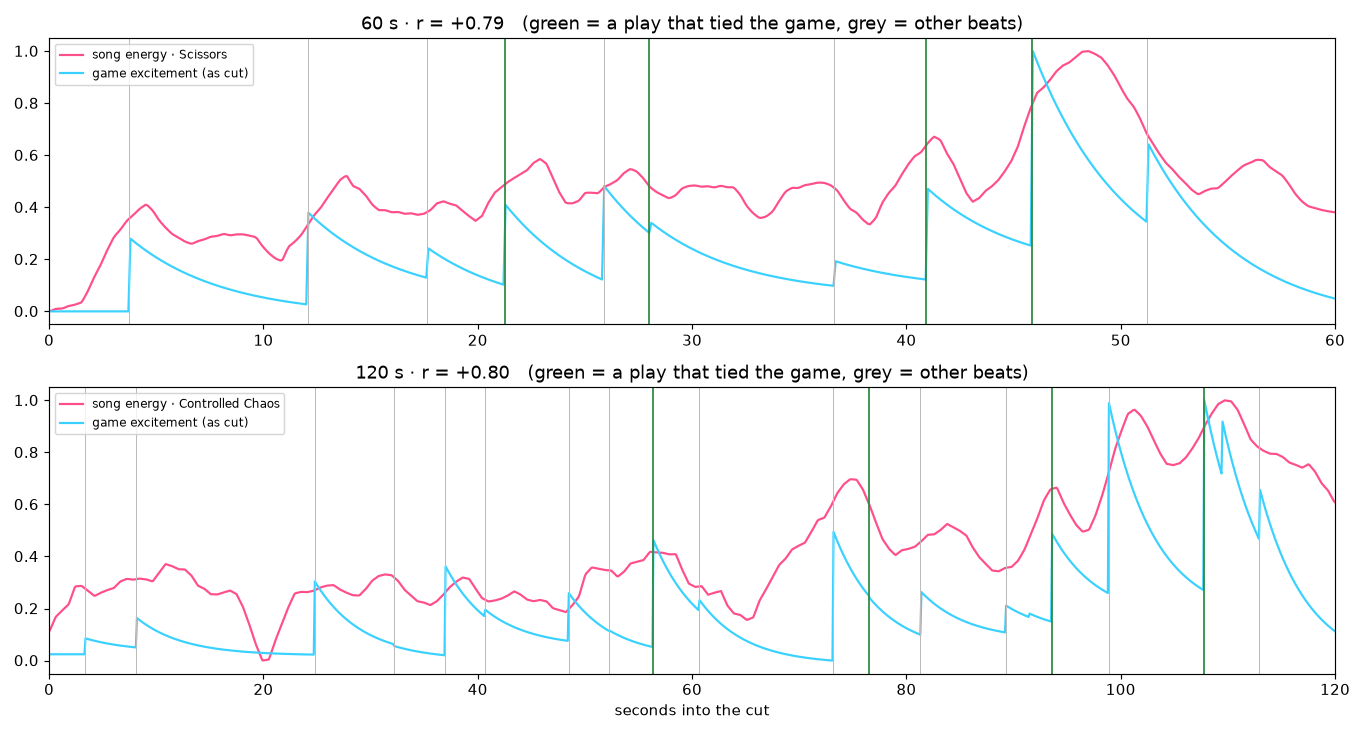 60 s · r = +0.79   (green = a play that tied the game, grey = other beats)
song energy · Scissors
game excitement (as cut)
1.0
0.8
0.6
0.4
0.2
0.0
0 10 20 30 40 50 60
120 s · r = +0.80   (green = a play that tied the game, grey = other beats)
song energy · Controlled Chaos
game excitement (as cut)
1.0
0.8
0.6
0.4
0.2
0.0
0 20 40 60 80 100 120
seconds into the cut